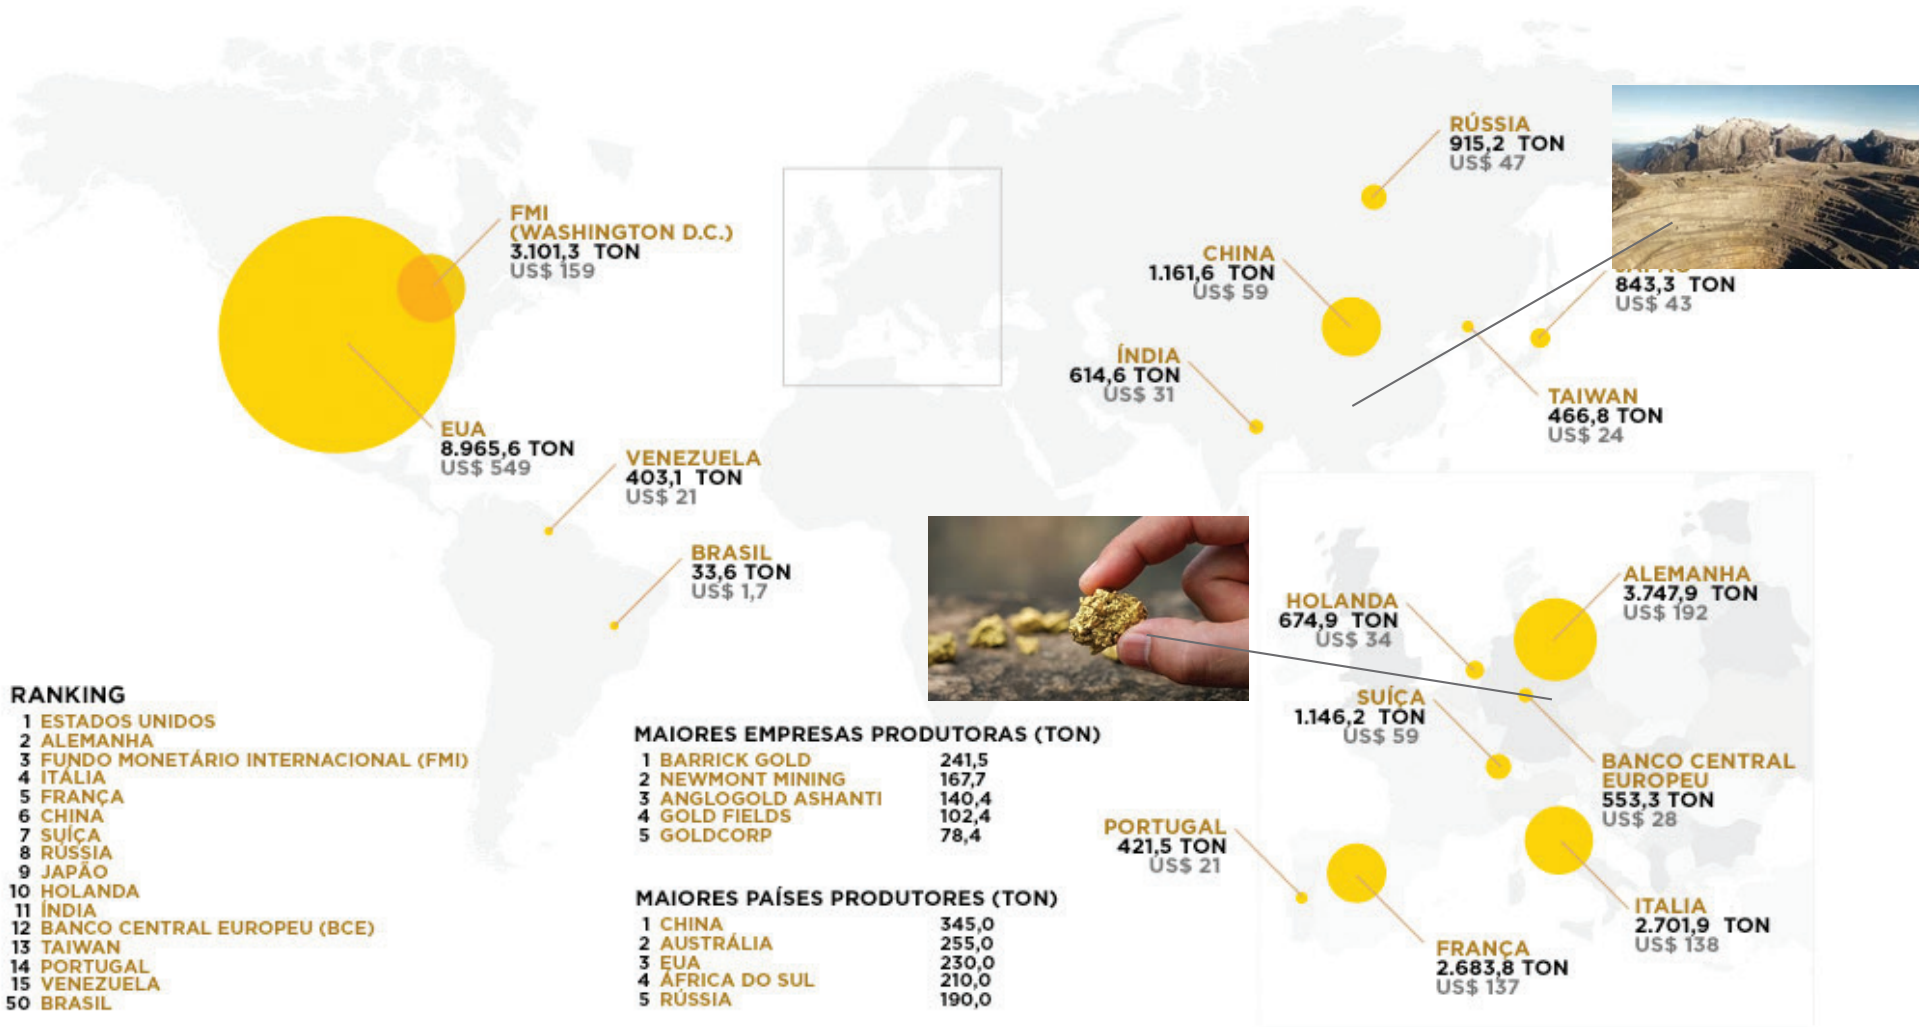 FMI
(WASHINGTON D.C.)
3.101,3 TON
US$ 159
EUA
8.965,6 TON
US$ 549
VENEZUELA
403,1 TON
US$ 21
BRASIL
33,6 TON
US$ 1,7
RÚSSIA
915,2 TON
US$ 47
CHINA
1.161,6 TON
US$ 59
843,3 TON
US$ 43
ÍNDIA
614,6 TON
US$ 31
TAIWAN
466,8 TON
US$ 24
ALEMANHA
3.747,9 TON
US$ 192
HOLANDA
674,9 TON
US$ 34
SUÍÇA
1.146,2 TON
US$ 59
BANCO CENTRAL
EUROPEU
553,3 TON
US$ 28
PORTUGAL
421,5 TON
US$ 21
ITALIA
2.701,9 TON
US$ 138
FRANÇA
2.683,8 TON
US$ 137
RANKING
1 ESTADOS UNIDOS
2 ALEMANHA
3 FUNDO MONETÁRIO INTERNACIONAL (FMI)
4 ITÁLIA
5 FRANÇA
6 CHINA
7 SUÍÇA
8 RÚSSIA
9 JAPÃO
10 HOLANDA
11 ÍNDIA
12 BANCO CENTRAL EUROPEU (BCE)
13 TAIWAN
14 PORTUGAL
15 VENEZUELA
50 BRASIL
MAIORES EMPRESAS PRODUTORAS (TON)
1 BARRICK GOLD 241,5
2 NEWMONT MINING 167,7
3 ANGLOGOLD ASHANTI 140,4
4 GOLD FIELDS 102,4
5 GOLDCORP 78,4
MAIORES PAÍSES PRODUTORES (TON)
1 CHINA 345,0
2 AUSTRÁLIA 255,0
3 EUA 230,0
4 ÁFRICA DO SUL 210,0
5 RÚSSIA 190,0